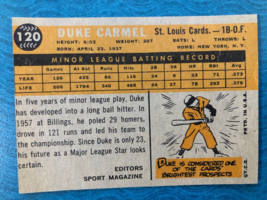 120
DUKE CARMEL
St. Louis Cards. — 1B-O.F.
HEIGHT: 6:03 WEIGHT: 207 BATS: L THROWS: L
BORN: APRIL 23, 1937 HOME: NEW YORK, N. Y.
MINOR LEAGUE BATTING RECORD
YEAR
LIFE
In five years of minor league play, Duke
has developed into a long ball hitter. In
1957 at Billings, he poled 29 homers,
drove in 121 runs and led his team to the
championship. Since Duke is only 23,
his future as a Major League Star looks
certain.
EDITORS
SPORT MAGAZINE
DUKE IS CONSIDERED ONE
OF THE CARDS'
BRIGHTEST PROSPECTS
©T.C.G.
PRTD. IN U.S.A.